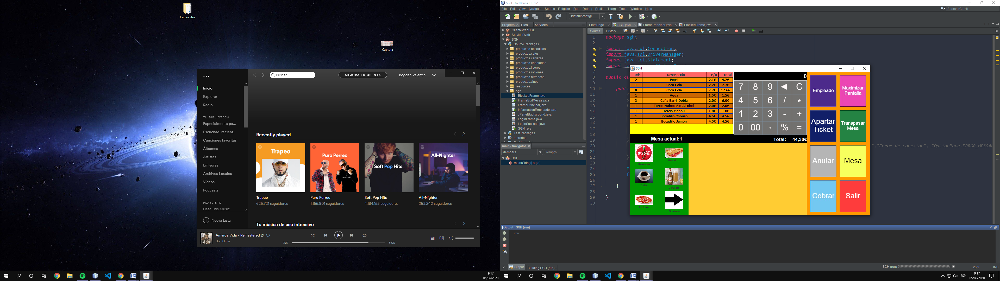 CarLocator
Captura
Buscar
MEJORA TU CUENTA
Bogdan Valentin
Inicio
Explorar
Radio
TU BIBLIOTECA
Especialmente pa...
Escuchad. recient.
Canciones favoritas
Álbumes
Artistas
Emisoras
Archivos Locales
Vídeos
Podcasts
PLAYLISTS
Hear This Music
Nueva Lista
Recently played
Trapeo
Puro Perreo
Soft Pop Hits
All-Nighter
Trapeo
Puro Perreo
Soft Pop Hits
All-Nighter
625.721 seguidores
1.165.901 seguidores
4.184.155 seguidores
253.240 seguidores
Tu música de uso intensivo
Amarga Vida - Remastered 2
Don Omar
2:27
3:00
9:17
05/06/2020
SGH - NetBeans IDE 8.2
File Edit View Navigate Source Refactor Run Debug Profile Team Tools Window Help
Search (Ctrl+I)
<default config>
Projects Files Services
ClienteWebURL
ServidorWeb
SGH
Source Packages
productos.bocadillos
productos.cafes
productos.cervezas
productos.ensaladas
productos.licores
productos.raciones
productos.refrescos
productos.vinos
resources
sgh
BlockedFrame.java
FrameEditMesas.java
FramePrincipal.java
InformacionEmpleado.java
JPanelBackground.java
LoginFrame.java
LoginSuccess.java
SGH.java
Test Packages
Libraries
main - Navigator
Members
<empty>
SGH
main(String[] args)
Start Page SGH.java FramePrincipal.java BlockedFrame.java
Source History
1 package sgh;
2
import java.sql.Connection;
import java.sql.DriverManager;
import java.sql.Statement;
7
8 public cl
9
10 publi
11 /
12 S
13 t
14
15
16
17
18
19 }
20 ","Error de conexión", JOptionPane.ERROR_MESSAG
21
22 }
23
24 F
25 f
26
27 }
28
29 }
30
SGH
Uds Descripción P/U Total
2 Pepsi 2.1€ 4.2€
1 Coca Cola 2.2€ 2.2€
8 Coca Cola 2.2€ 17.6€
1 Agua 1.5€ 1.5€
3 Caña Barril Doble 2.0€ 6.0€
1 Tercio Mahou Sin Alcohol 2.0€ 2.0€
1 Tercio Mahou 1.8€ 1.8€
1 Bocadillo Chorizo 4.5€ 4.5€
1 Bocadillo Jamón 4.5€ 4.5€
Mesa actual:1
Total: 44,30€
0
7 8 9 ◀ C
4 5 6 / *
1 2 3 - +
0 00 , % =
Empleado
Maximizar
Pantalla
Apartar
Ticket
Transpasar
Mesa
Anular
Mesa
Cobrar
Salir
Coca-Cola
Refrescos
Bocadil...
Cafes
Cervezas
Raciones
Siguiente
Output - SGH (run)
run:
Output
Building SGH (run)...
SGH (run)
25:9
INS
ESP
9:17
05/06/2020